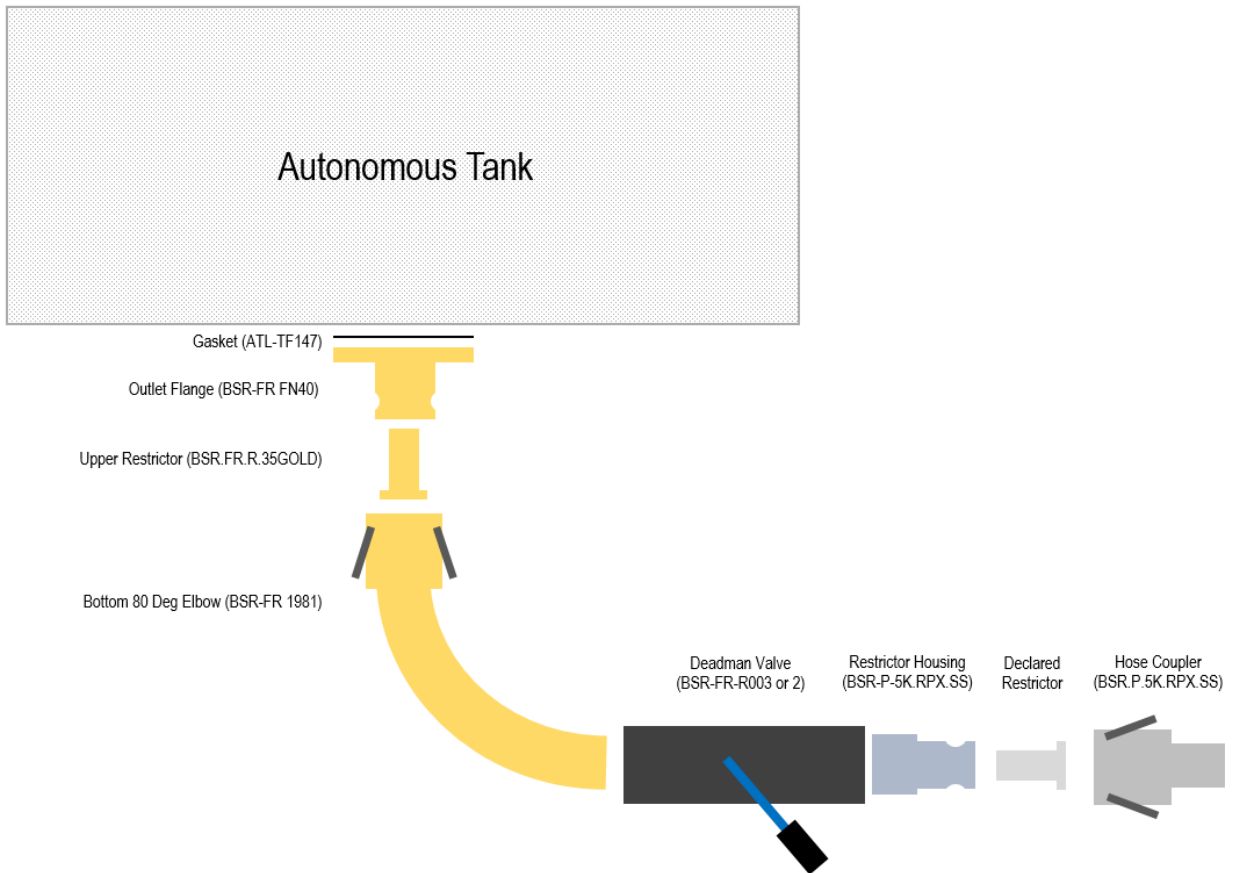 Autonomous Tank
Gasket (ATL-TF147)
Outlet Flange (BSR-FR FN40)
Upper Restrictor (BSR.FR.R.35GOLD)
Bottom 80 Deg Elbow (BSR-FR 1981)
Deadman Valve
(BSR-FR-R003 or 2)
Restrictor Housing
(BSR-P-5K.RPX.SS)
Declared
Restrictor
Hose Coupler
(BSR.P.5K.RPX.SS)